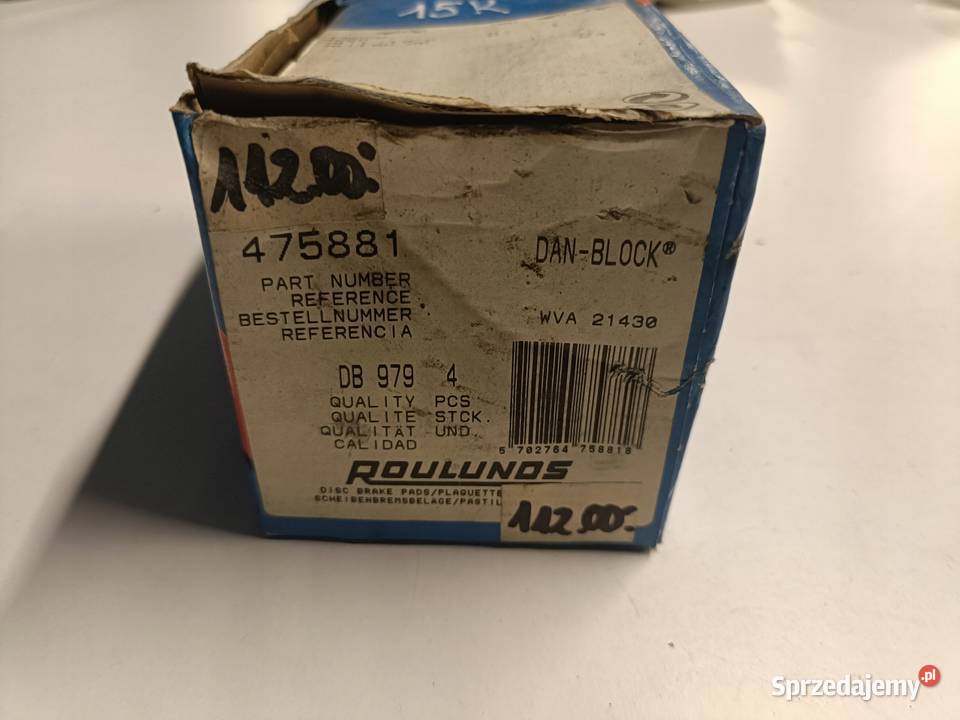 15K
112.00.-
475881
PART NUMBER
REFERENCE
BESTELLNUMMER
REFERENCIA
DAN-BLOCK®
WVA 21430
DB 979 4
QUALITY PCS
QUALITE STCK.
QUALITÄT UND.
CALIDAD
5 702764 758818
ROULUNDS
DISC BRAKE PADS/PLAQUETTE
SCHEIBENBREMSBELAGE/PASTIL
112.00.-
Sprzedajemy.pl